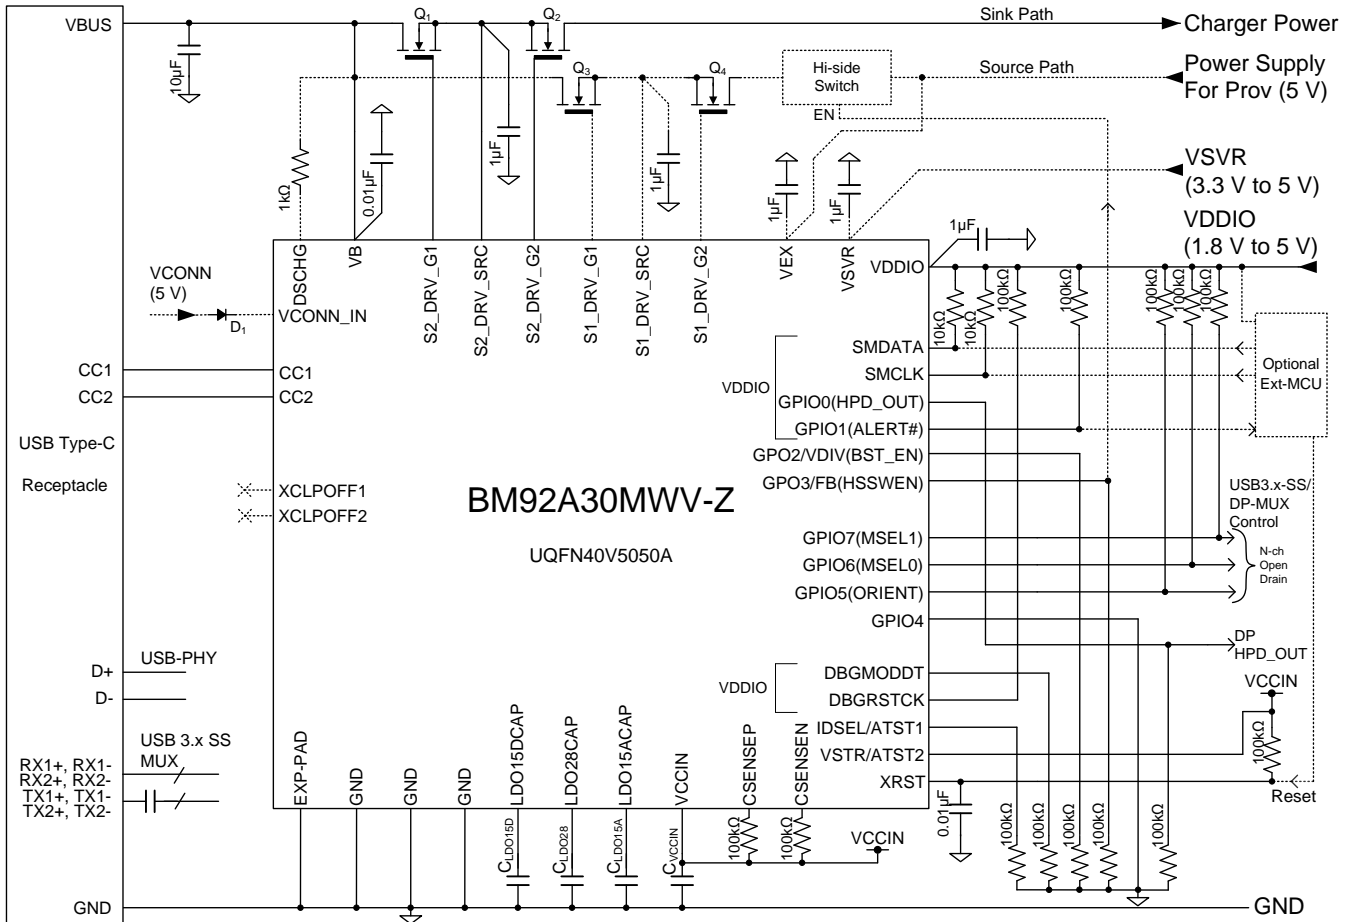 VBUS
10µF
Q1
Q2
Sink Path
Charger Power
Q3
Q4
Hi-side
Switch
EN
Source Path
Power Supply
For Prov (5 V)
1kΩ
0.01µF
1µF
1µF
1µF
1µF
VSVR
(3.3 V to 5 V)
VDDIO
(1.8 V to 5 V)
1µF
VCONN
(5 V)
D1
DSCHG
VB
S2_DRV_G1
S2_DRV_SRC
S2_DRV_G2
S1_DRV_G1
S1_DRV_SRC
S1_DRV_G2
VEX
VSVR
VDDIO
VCONN_IN
10kΩ
10kΩ
100kΩ
100kΩ
100kΩ
100kΩ
100kΩ
CC1
CC1
CC2
CC2
VDDIO
SMDATA
SMCLK
GPIO0(HPD_OUT)
GPIO1(ALERT#)
GPO2/VDIV(BST_EN)
GPO3/FB(HSSWEN)
Optional
Ext-MCU
USB Type-C
Receptacle
XCLPOFF1
XCLPOFF2
BM92A30MWV-Z
UQFN40V5050A
GPIO7(MSEL1)
GPIO6(MSEL0)
GPIO5(ORIENT)
GPIO4
USB3.x-SS/
DP-MUX
Control
N-ch
Open
Drain
DP
HPD_OUT
D+
USB-PHY
D-
VDDIO
DBGMODDT
DBGRSTCK
IDSEL/ATST1
VSTR/ATST2
XRST
VCCIN
100kΩ
Reset
USB 3.x SS
MUX
RX1+, RX1-
RX2+, RX2-
TX1+, TX1-
TX2+, TX2-
EXP-PAD
GND
GND
GND
LDO15DCAP
LDO28CAP
LDO15ACAP
VCCIN
CSENSEP
CSENSEN
CLDO15D
CLDO28
CLDO15A
CVCCIN
100kΩ
100kΩ
VCCIN
0.01µF
100kΩ
100kΩ
100kΩ
100kΩ
100kΩ
GND
GND